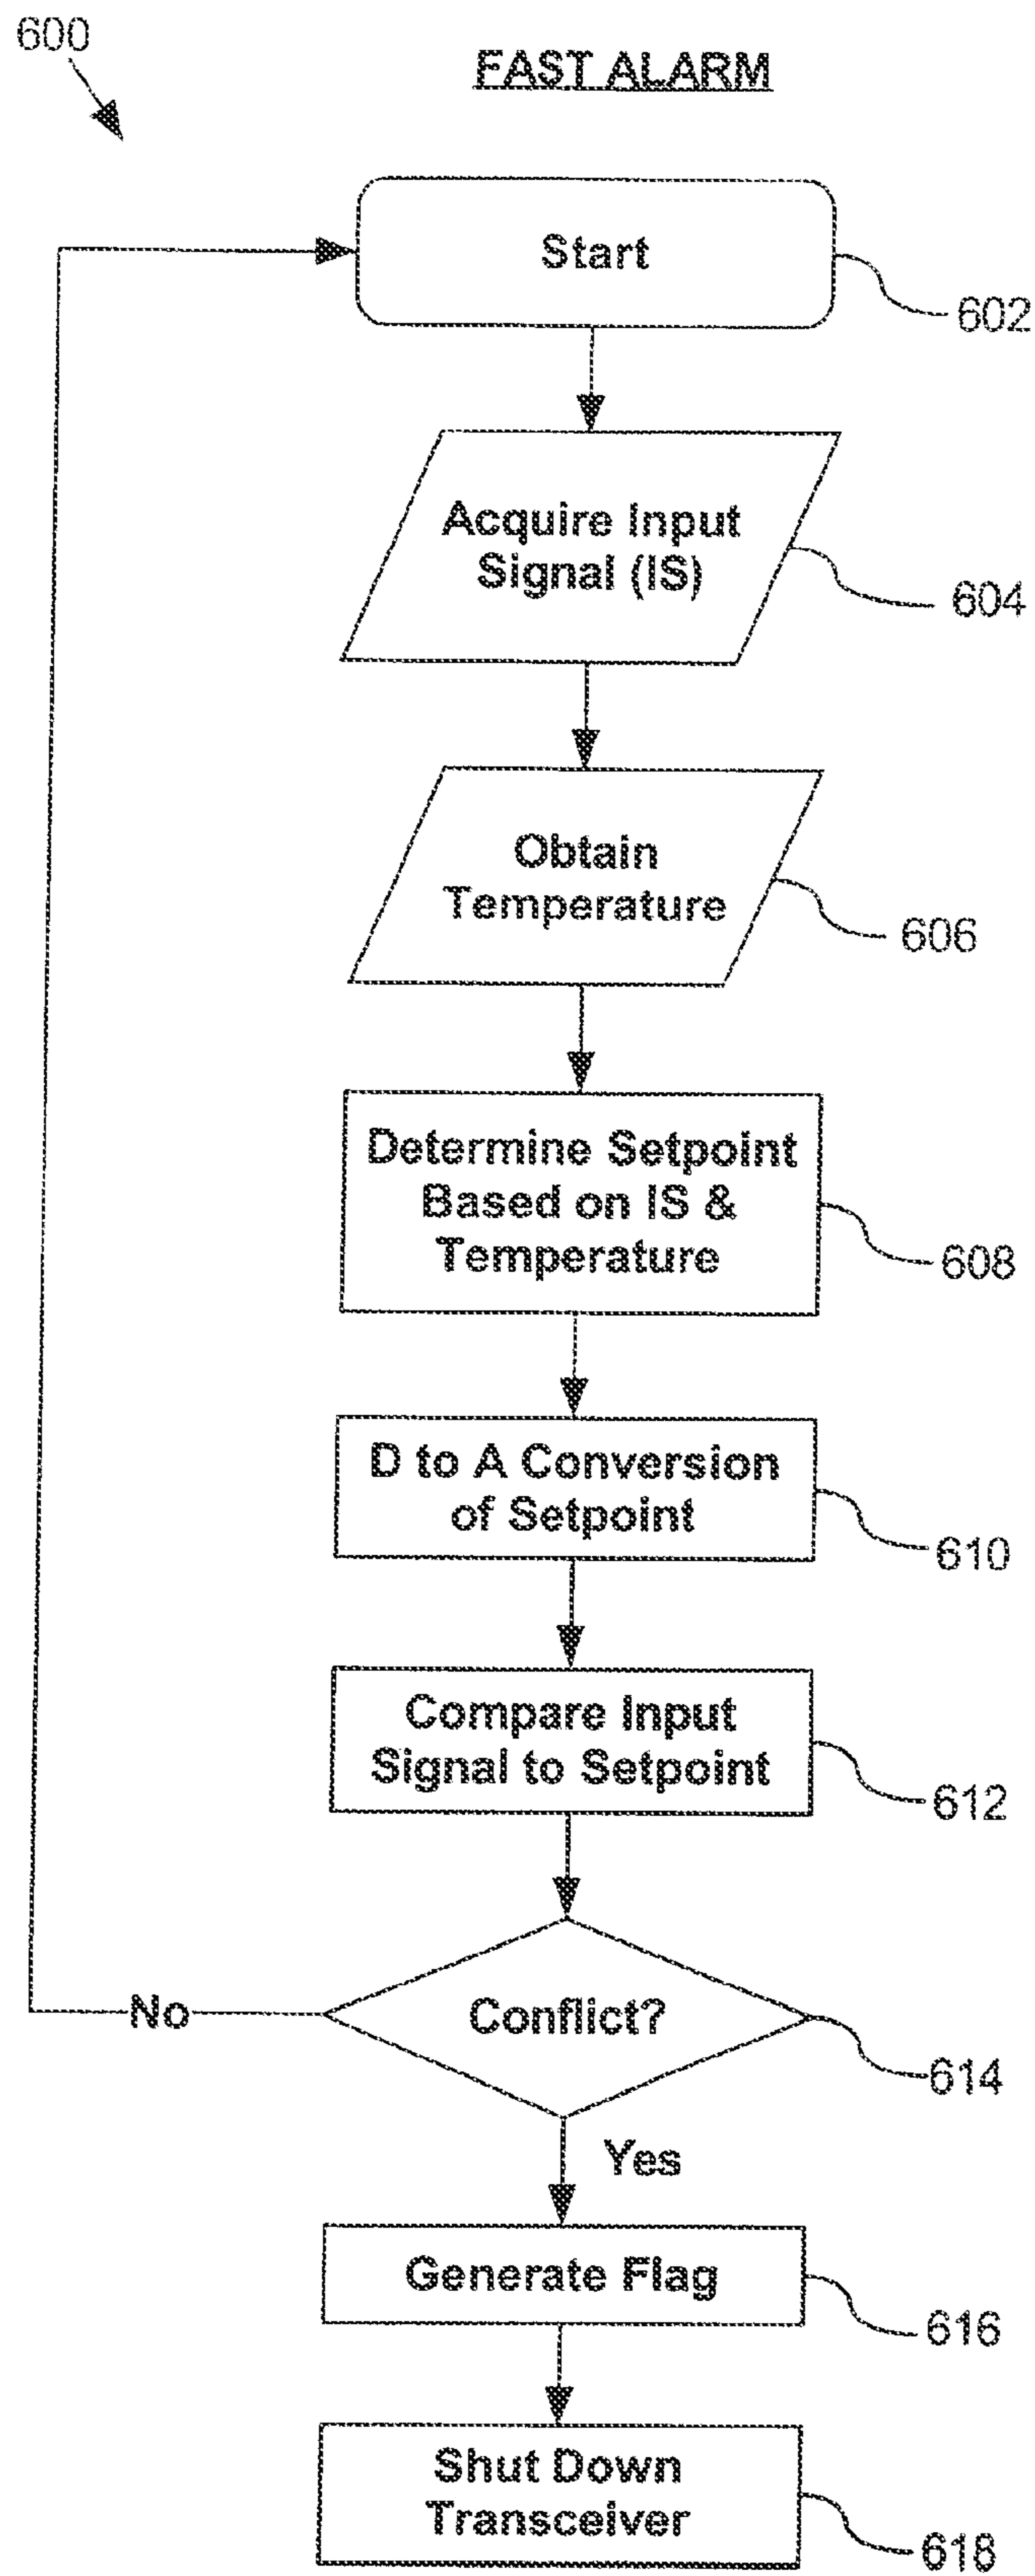 600
FAST ALARM
Start
602
Acquire Input
Signal (IS)
604
Obtain
Temperature
606
Determine Setpoint
Based on IS &
Temperature
608
D to A Conversion
of Setpoint
610
Compare Input
Signal to Setpoint
612
Conflict?
No
614
Yes
Generate Flag
616
Shut Down
Transceiver
618